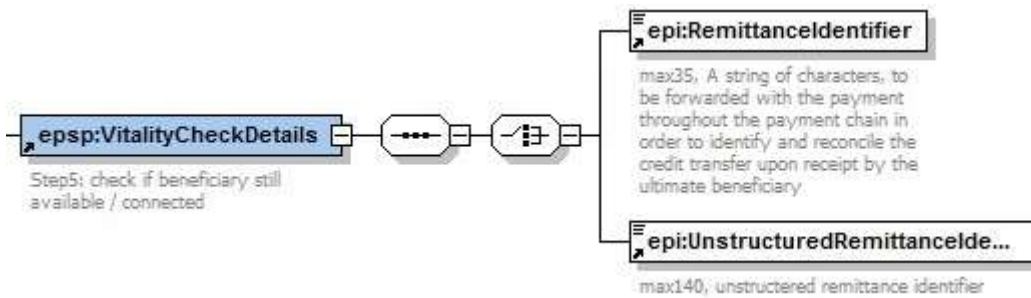 epi:RemittanceIdentifier
max35, A string of characters, to
be forwarded with the payment
throughout the payment chain in
order to identify and reconcile the
credit transfer upon receipt by the
ultimate beneficiary
epsp:VitalityCheckDetails
Step5: check if beneficiary still
available / connected
epi:UnstructuredRemittanceIde...
max140, unstructered remittance identifier